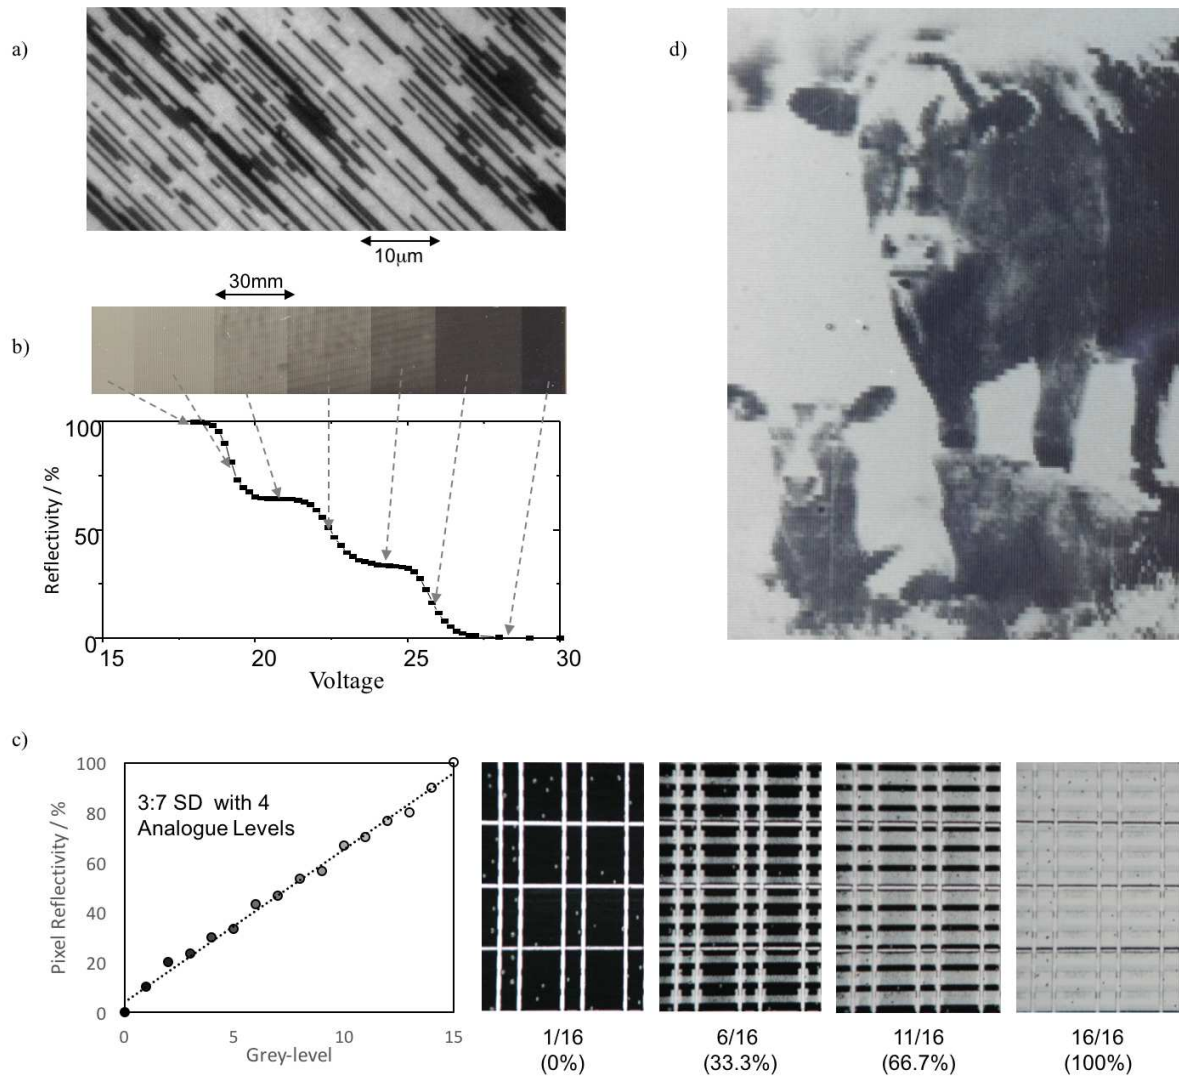 a)
10μm
30mm
b)
Reflectivity / %
100
50
0
15
20
25
30
Voltage
c)
Pixel Reflectivity / %
100
80
60
40
20
0
3:7 SD with 4
Analogue Levels
0
5
10
15
Grey-level
1/16
(0%)
6/16
(33.3%)
11/16
(66.7%)
16/16
(100%)
d)